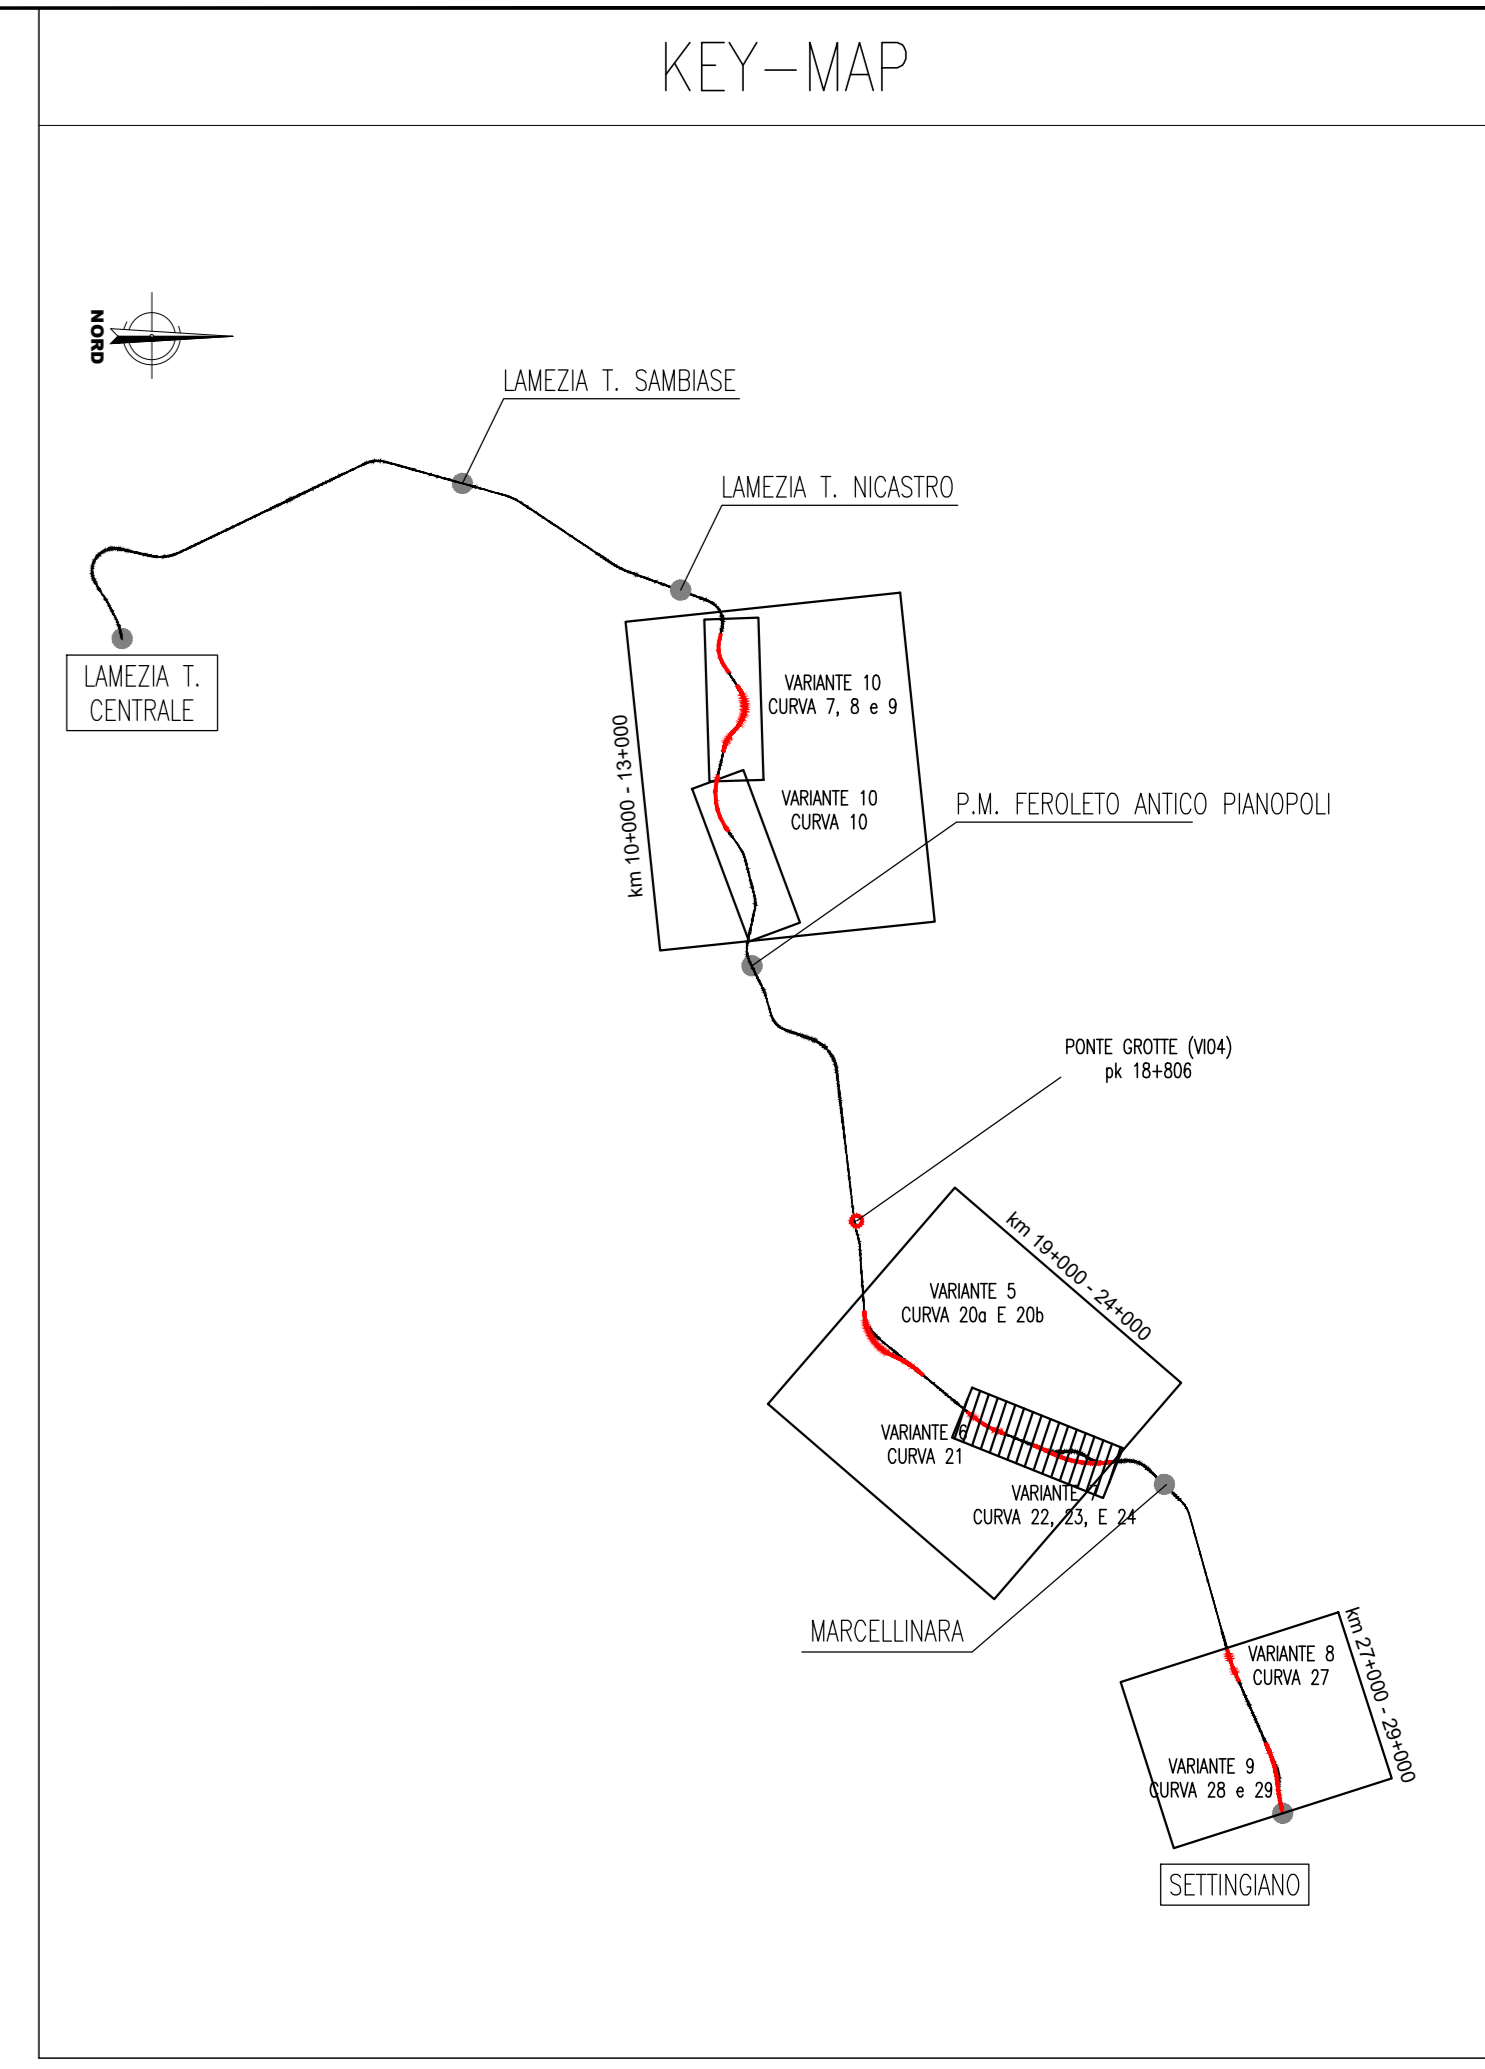 KEY-MAP
NORD
LAMEZIA T. SAMBIASE
LAMEZIA T. NICASTRO
LAMEZIA T.
CENTRALE
VARIANTE 10
CURVA 7, 8 e 9
km 10+000 - 13+000
VARIANTE 10
CURVA 10
P.M. FEROLETO ANTICO PIANOPOLI
PONTE GROTTE (VI04)
pk 18+806
km 19+000 - 24+000
VARIANTE 5
CURVA 20a E 20b
VARIANTE 6
CURVA 21
VARIANTE 7
CURVA 22, 23, E 24
MARCELLINARA
km 27+000 - 29+000
VARIANTE 8
CURVA 27
VARIANTE 9
CURVA 28 e 29
SETTINGIANO